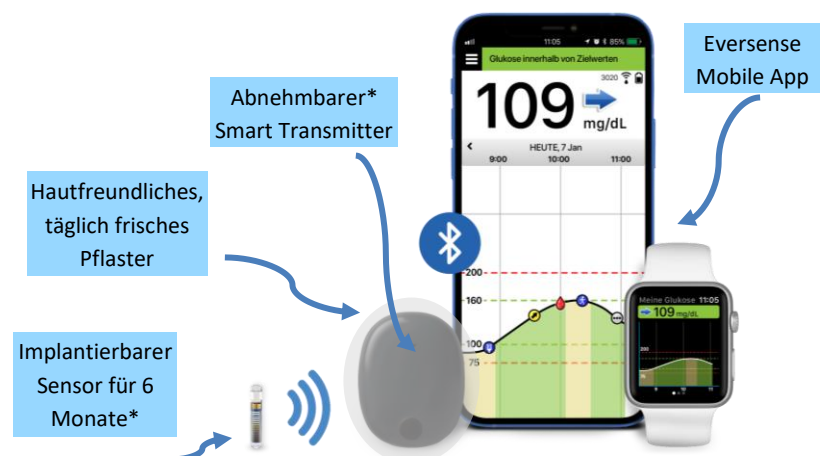 Eversense
Mobile App
Abnehmbarer*
Smart Transmitter
Hautfreundliches,
täglich frisches
Pflaster
Implantierbarer
Sensor für 6
Monate*
11:05
85%
Glukose innerhalb von Zielwerten
3020
109
mg/dL
HEUTE, 7 Jan
9:00 10:00 11:00
200
160
100
75
Meine Glukose 11:05
109 mg/dL
200